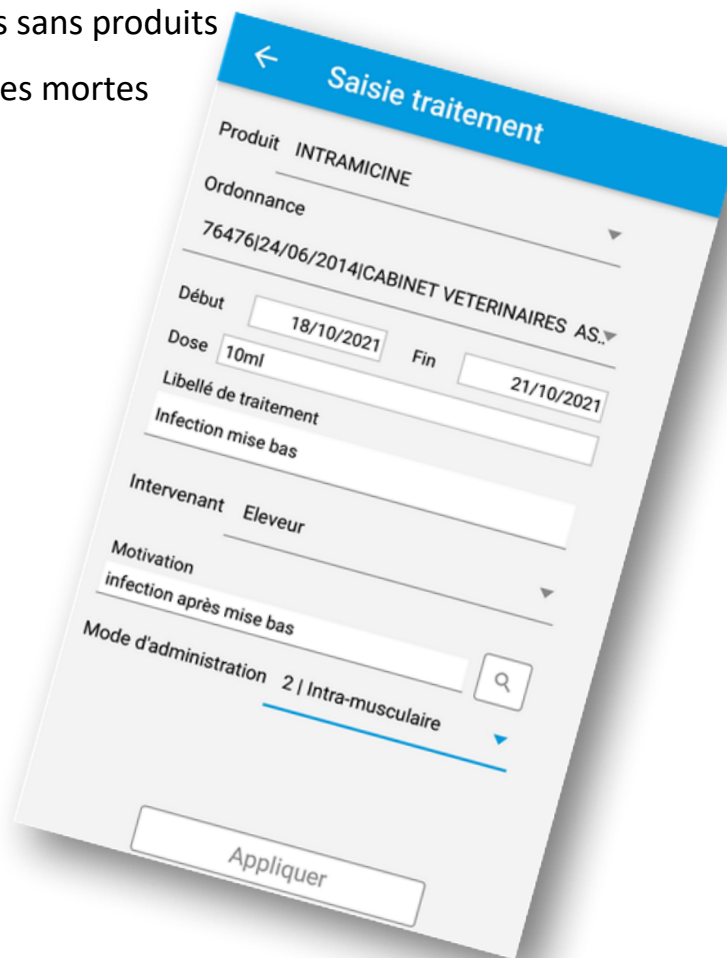 s sans produits
es mortes
Saisie traitement
Produit INTRAMICINE
Ordonnance
76476|24/06/2014|CABINET VETERINAIRES AS..
Début 18/10/2021 Fin 21/10/2021
Dose 10ml
Libellé de traitement
Infection mise bas
Intervenant Eleveur
Motivation
infection après mise bas
Mode d'administration 2 | Intra-musculaire
Appliquer